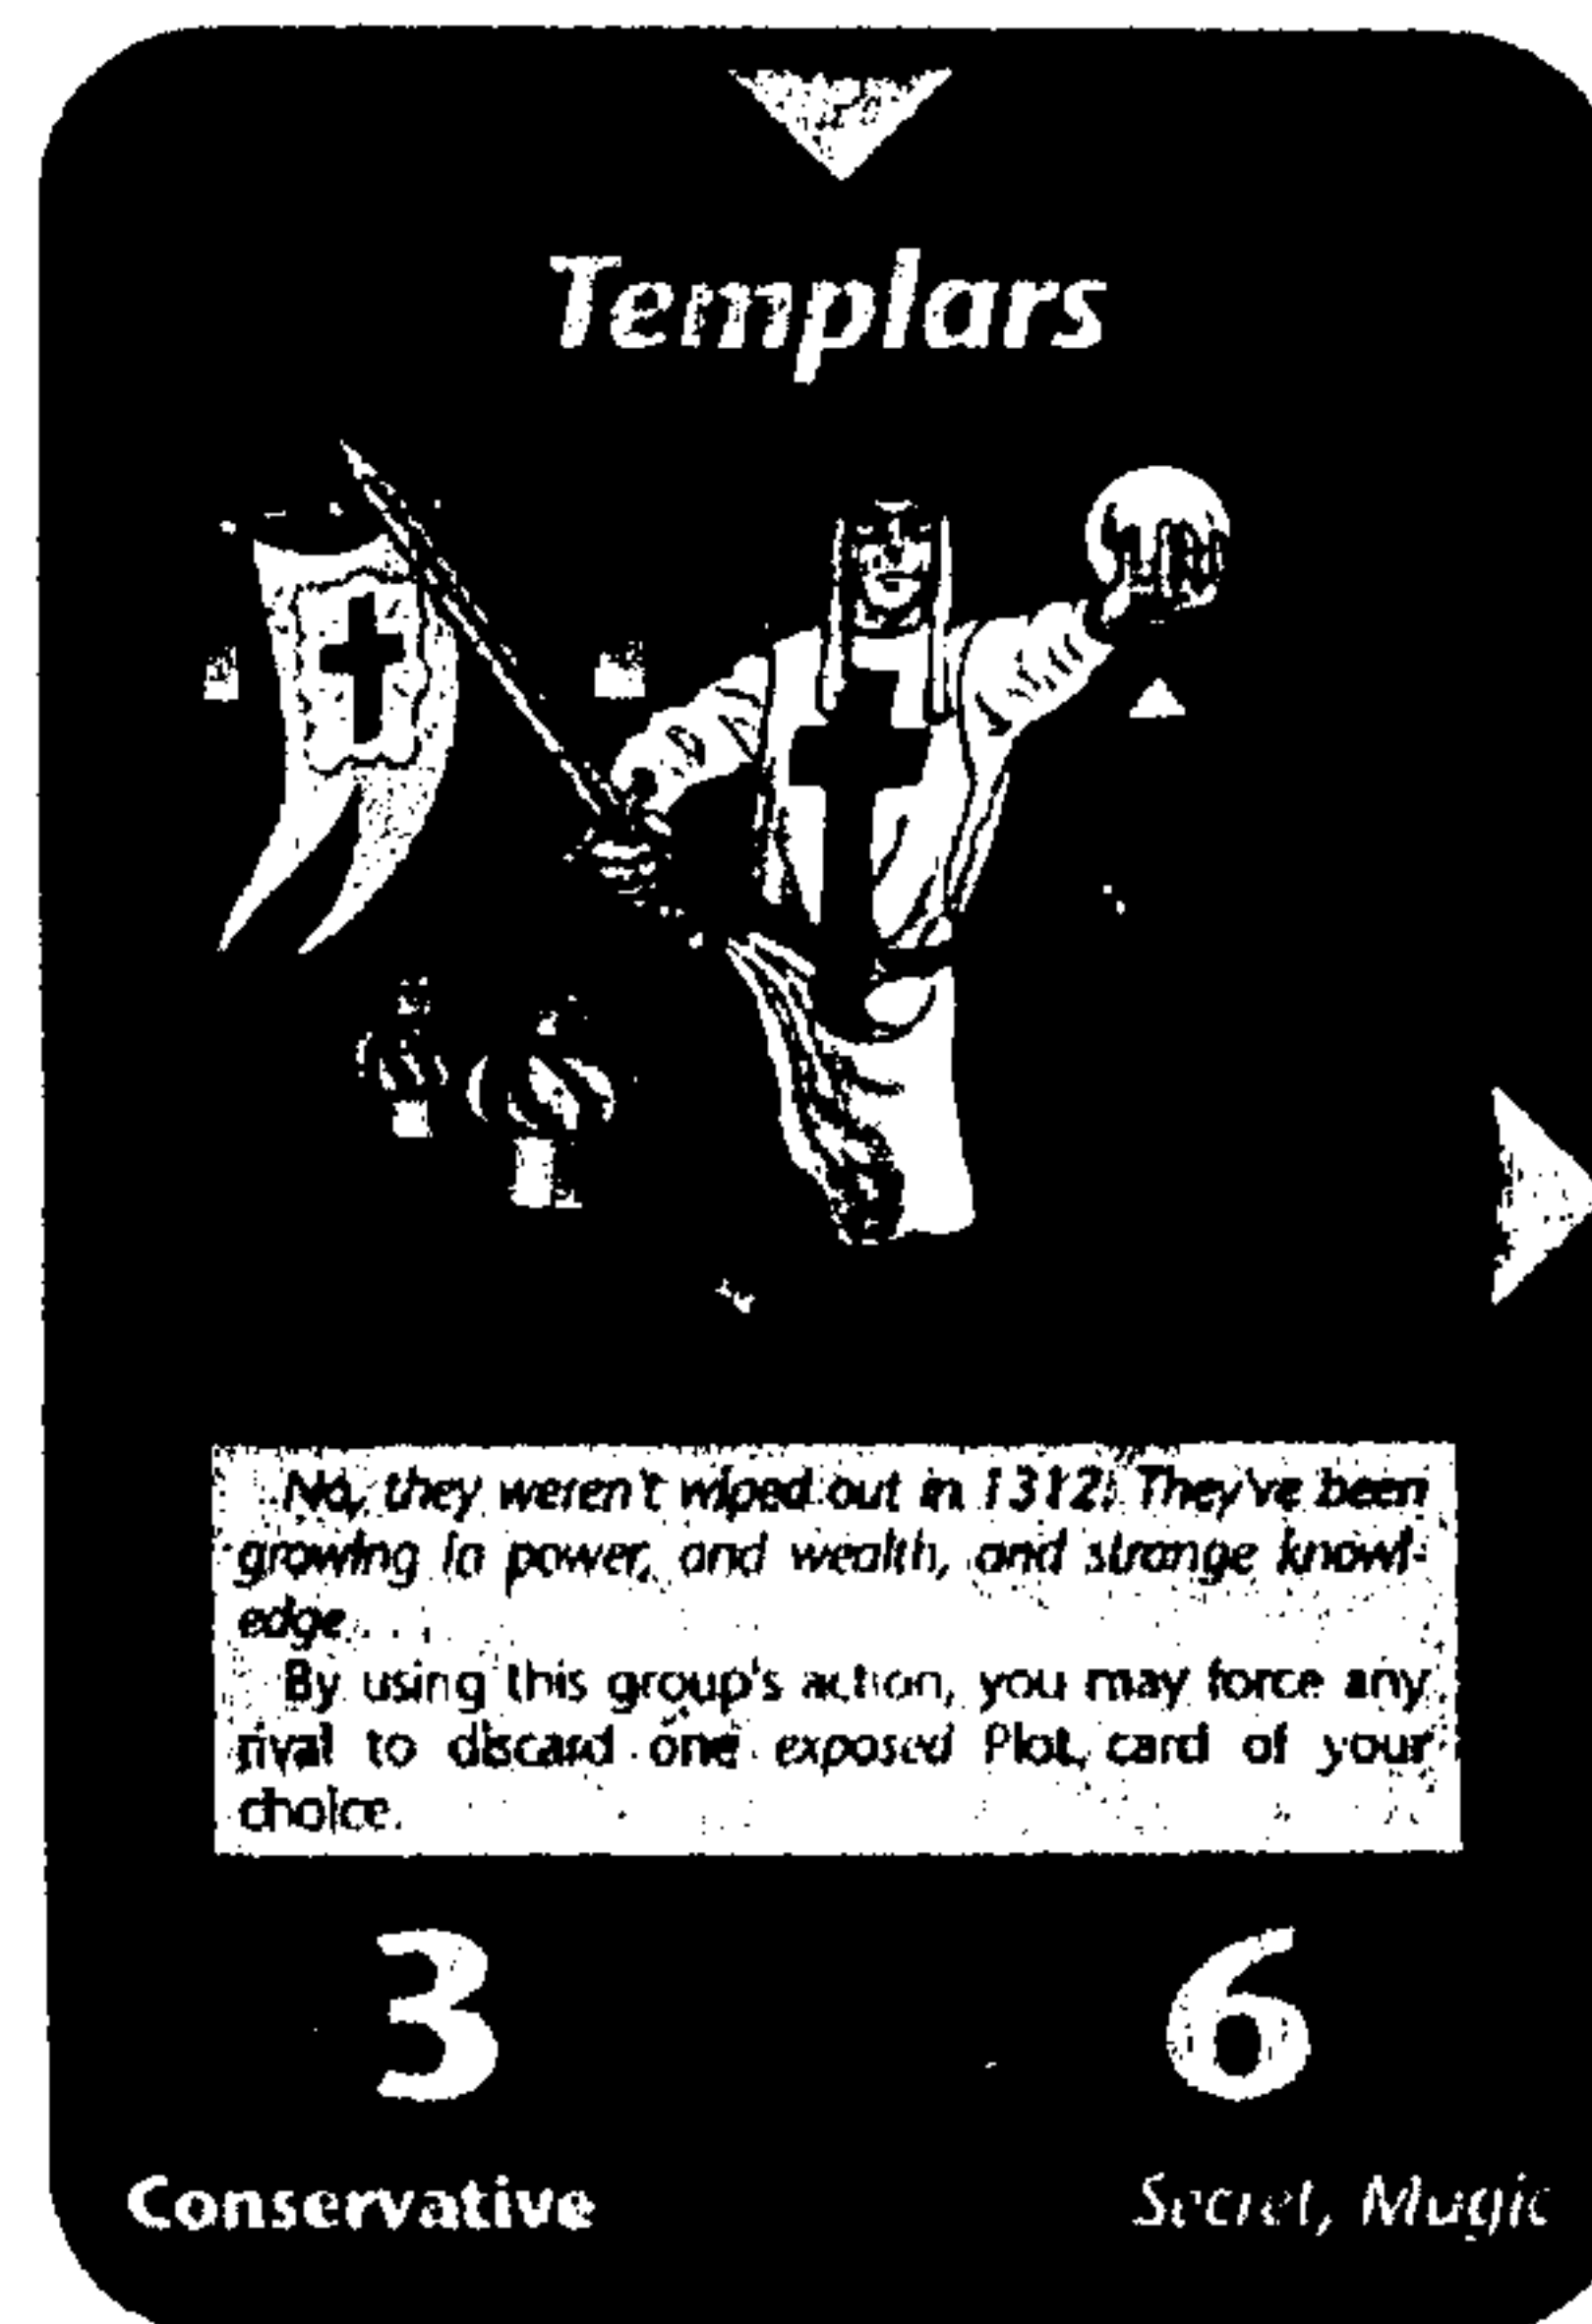 Templars
No, they weren't wiped out in 1312. They've been
growing in power, and wealth, and strange knowl-
edge . . .
By using this group's action, you may force any
rival to discard one exposed Plot card of your
choice.
3
6
Conservative
Secret, Magic